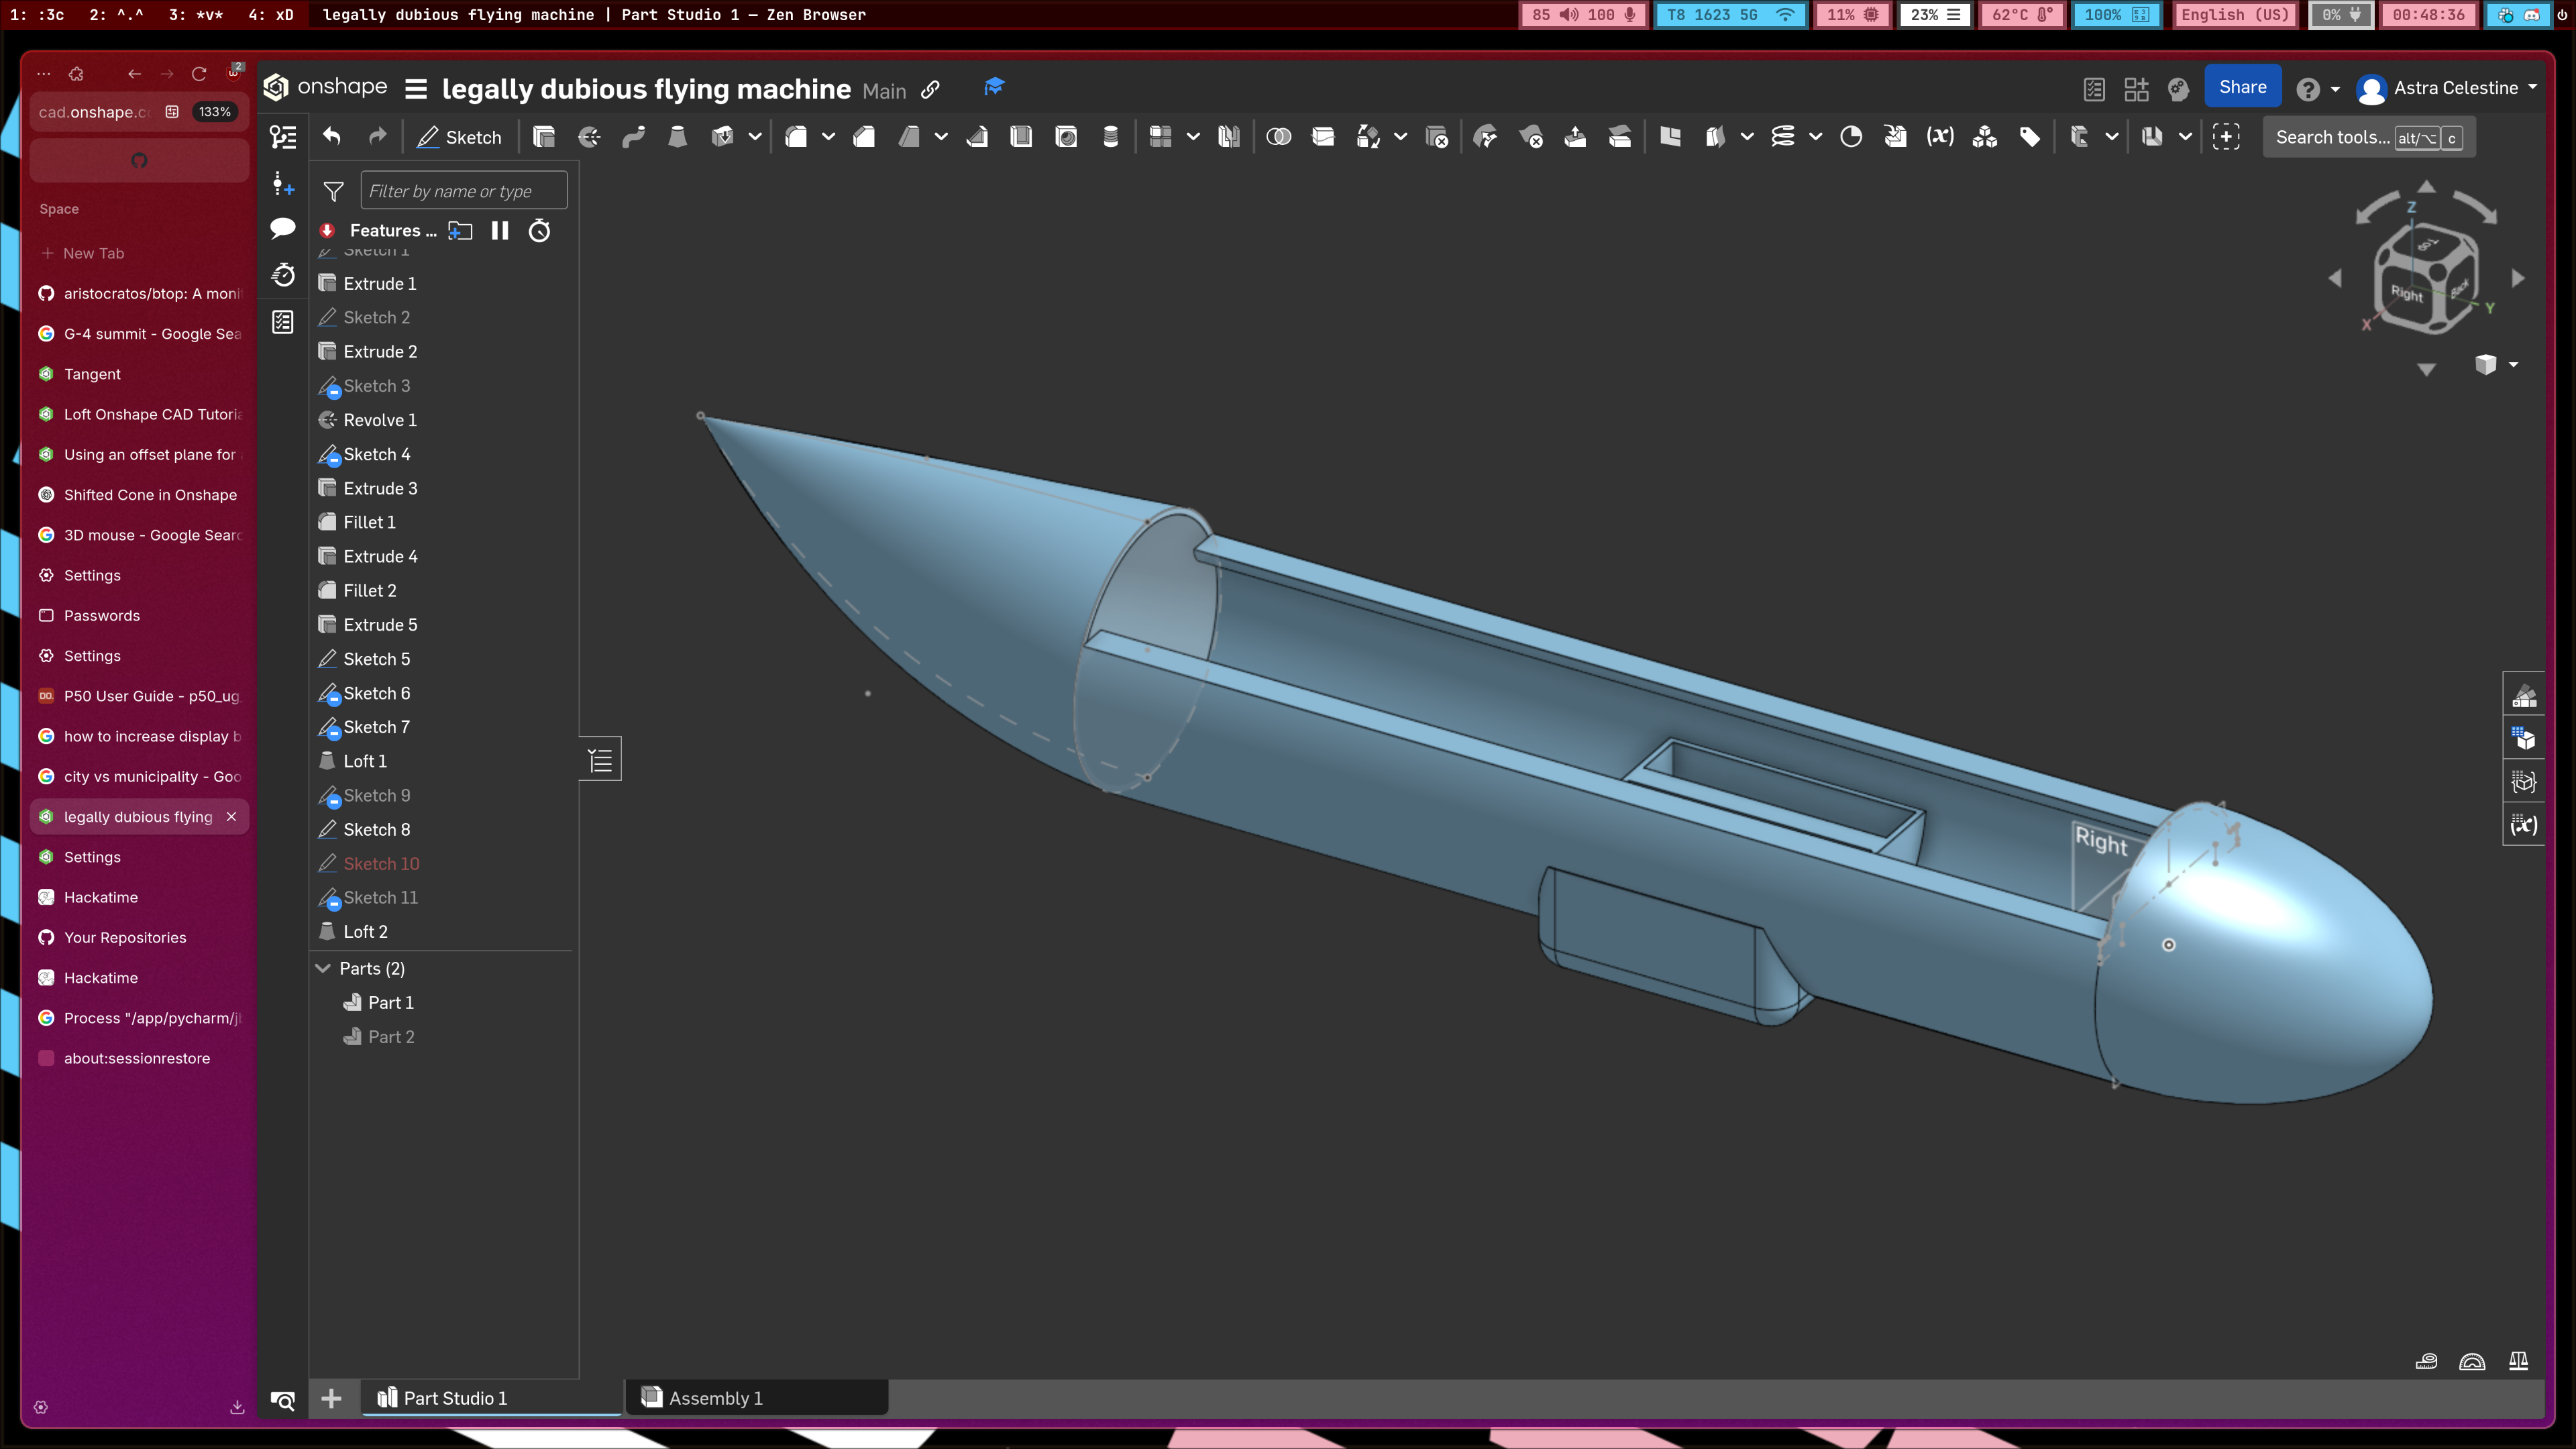 1: :3c 2: ^.^ 3: *v* 4: xD legally dubious flying machine | Part Studio 1 — Zen Browser 85 100 T8 1623 5G 11% 23% 62°C 100% English (US) 0% 00:48:36
2
cad.onshape.c 133%
onshape legally dubious flying machine Main Share Astra Celestine
Sketch Search tools... alt/⌥ c
Space
New Tab
aristocratos/btop: A moni
G-4 summit - Google Sea
Tangent
Loft Onshape CAD Tutoria
Using an offset plane for
Shifted Cone in Onshape
3D mouse - Google Searc
Settings
Passwords
Settings
P50 User Guide - p50_ug.
how to increase display b
city vs municipality - Goo
legally dubious flying
Settings
Hackatime
Your Repositories
Hackatime
Process "/app/pycharm/j
about:sessionrestore
Filter by name or type
Features ...
Sketch 1
Extrude 1
Sketch 2
Extrude 2
Sketch 3
Revolve 1
Sketch 4
Extrude 3
Fillet 1
Extrude 4
Fillet 2
Extrude 5
Sketch 5
Sketch 6
Sketch 7
Loft 1
Sketch 9
Sketch 8
Sketch 10
Sketch 11
Loft 2
Parts (2)
Part 1
Part 2
Z
Top
Right
Back
X
Y
Right
(x)
Part Studio 1
Assembly 1